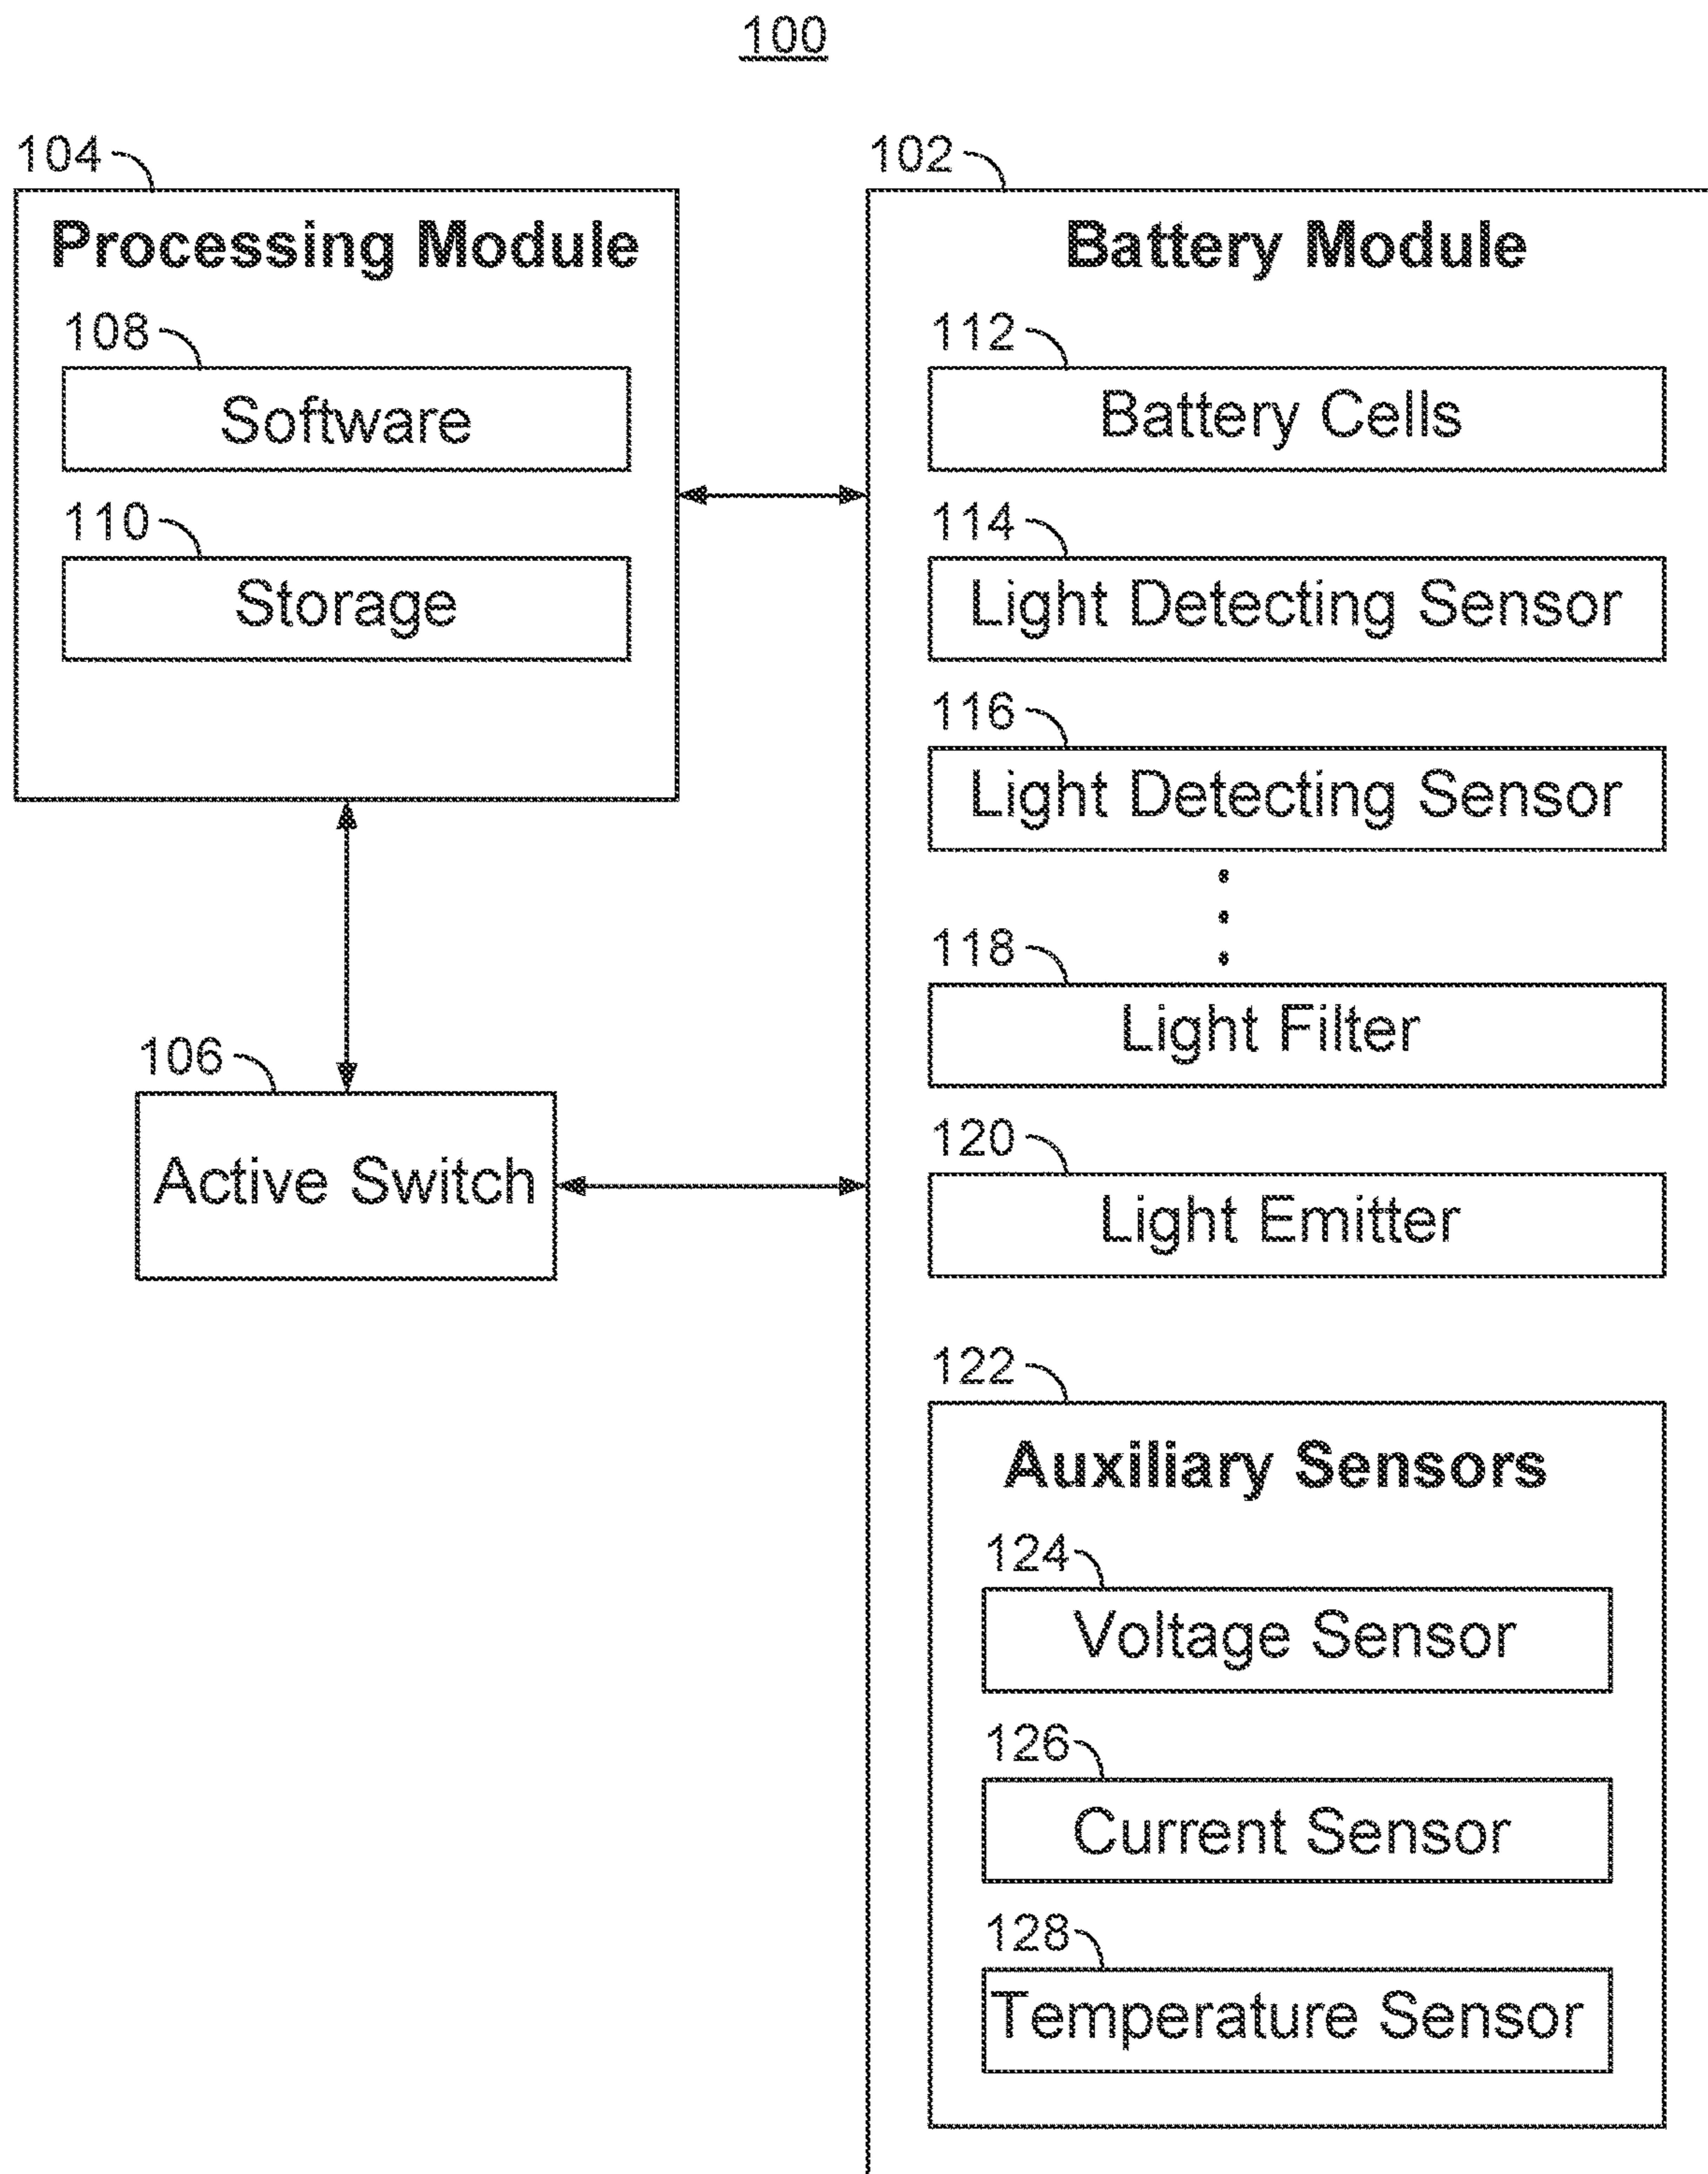 100
104
Processing Module
108
Software
110
Storage
106
Active Switch
102
Battery Module
112
Battery Cells
114
Light Detecting Sensor
116
Light Detecting Sensor
118
Light Filter
120
Light Emitter
122
Auxiliary Sensors
124
Voltage Sensor
126
Current Sensor
128
Temperature Sensor